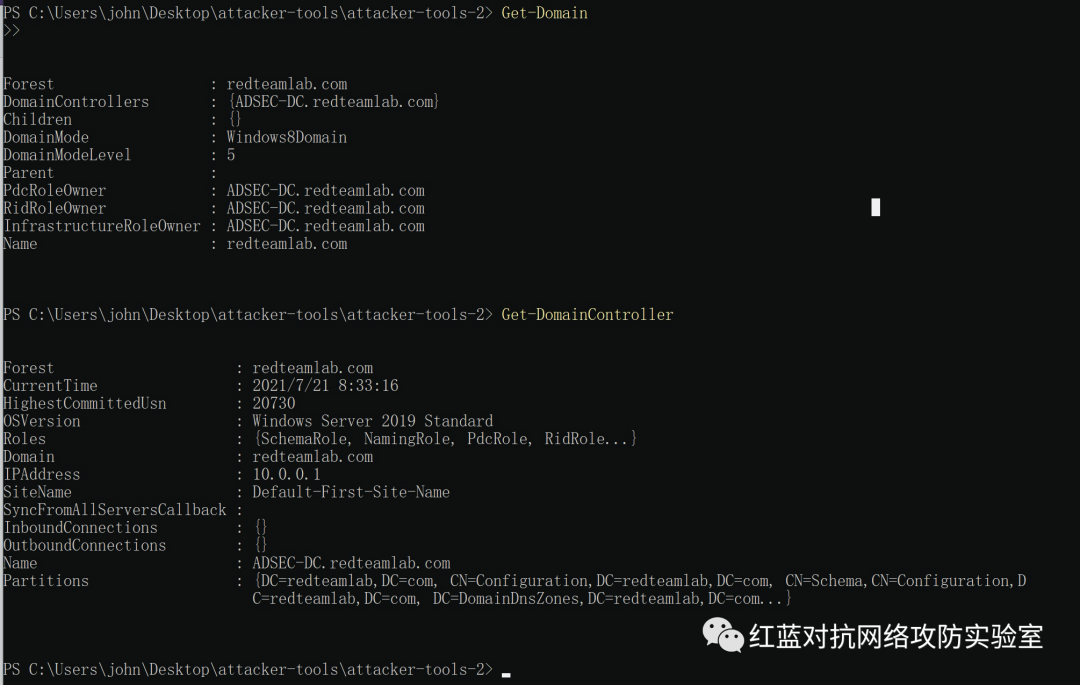 PS C:\Users\john\Desktop\attacker-tools\attacker-tools-2> Get-Domain
>>
Forest                  : redteamlab.com
DomainControllers       : {ADSEC-DC.redteamlab.com}
Children                : {}
DomainMode              : Windows8Domain
DomainModeLevel         : 5
Parent                  :
PdcRoleOwner            : ADSEC-DC.redteamlab.com
RidRoleOwner            : ADSEC-DC.redteamlab.com
InfrastructureRoleOwner : ADSEC-DC.redteamlab.com
Name                    : redteamlab.com
PS C:\Users\john\Desktop\attacker-tools\attacker-tools-2> Get-DomainController
Forest                     : redteamlab.com
CurrentTime                : 2021/7/21 8:33:16
HighestCommittedUsn        : 20730
OSVersion                  : Windows Server 2019 Standard
Roles                      : {SchemaRole, NamingRole, PdcRole, RidRole...}
Domain                     : redteamlab.com
IPAddress                  : 10.0.0.1
SiteName                   : Default-First-Site-Name
SyncFromAllServersCallback :
InboundConnections         : {}
OutboundConnections        : {}
Name                       : ADSEC-DC.redteamlab.com
Partitions                 : {DC=redteamlab,DC=com, CN=Configuration,DC=redteamlab,DC=com, CN=Schema,CN=Configuration,D
C=redteamlab,DC=com, DC=DomainDnsZones,DC=redteamlab,DC=com...}
红蓝对抗网络攻防实验室
PS C:\Users\john\Desktop\attacker-tools\attacker-tools-2>